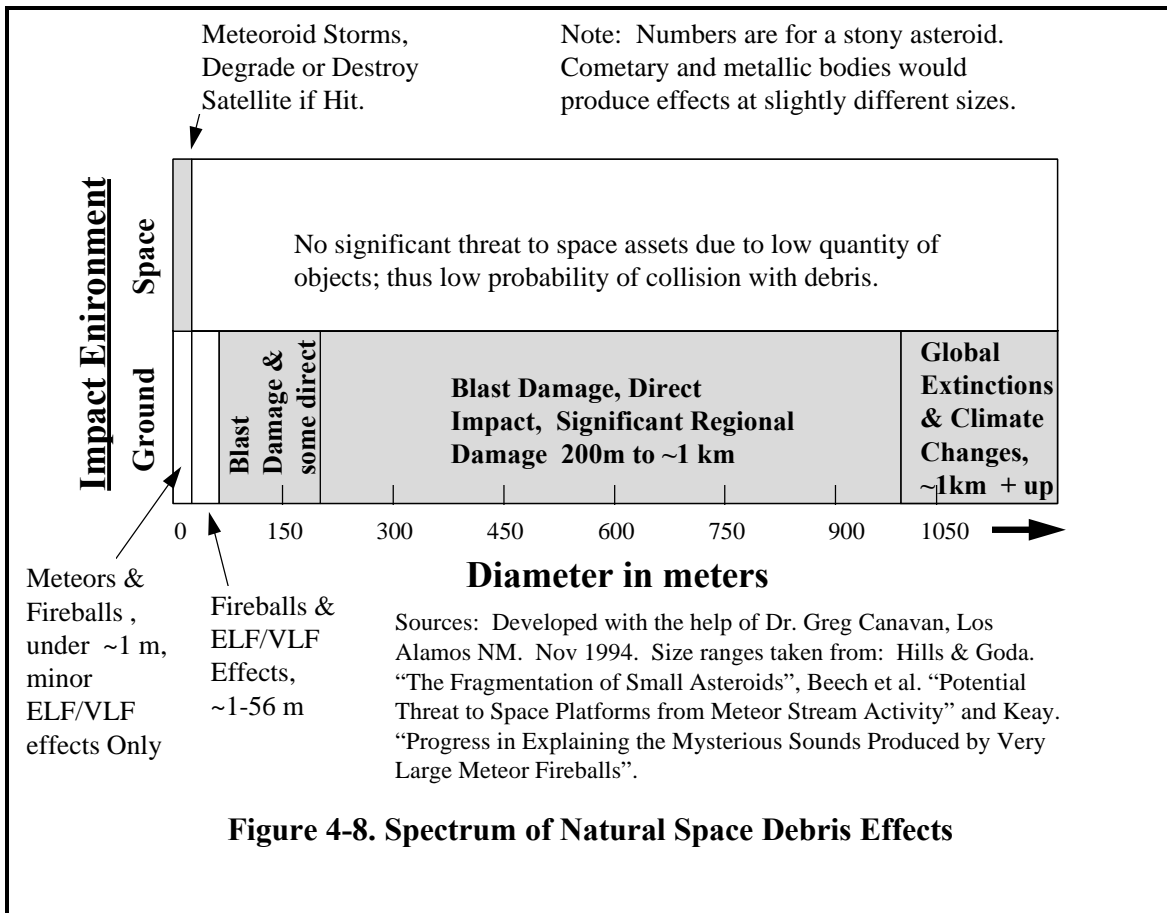 Meteoroid Storms,
Degrade or Destroy
Satellite if Hit.
Note:  Numbers are for a stony asteroid.
Cometary and metallic bodies would
produce effects at slightly different sizes.
Impact Enironment
Space
Ground
No significant threat to space assets due to low quantity of
objects; thus low probability of collision with debris.
Blast
Damage &
some direct
Blast Damage, Direct
Impact,  Significant Regional
Damage  200m to ~1 km
Global
Extinctions
& Climate
Changes,
~1km  + up
0 150 300 450 600 750 900 1050
Diameter in meters
Meteors &
Fireballs ,
under  ~1 m,
minor
ELF/VLF
effects Only
Fireballs &
ELF/VLF
Effects,
~1-56 m
Sources:  Developed with the help of Dr. Greg Canavan, Los
Alamos NM.  Nov 1994.  Size ranges taken from:  Hills & Goda.
“The Fragmentation of Small Asteroids”, Beech et al. “Potential
Threat to Space Platforms from Meteor Stream Activity” and Keay.
“Progress in Explaining the Mysterious Sounds Produced by Very
Large Meteor Fireballs”.
Figure 4-8. Spectrum of Natural Space Debris Effects